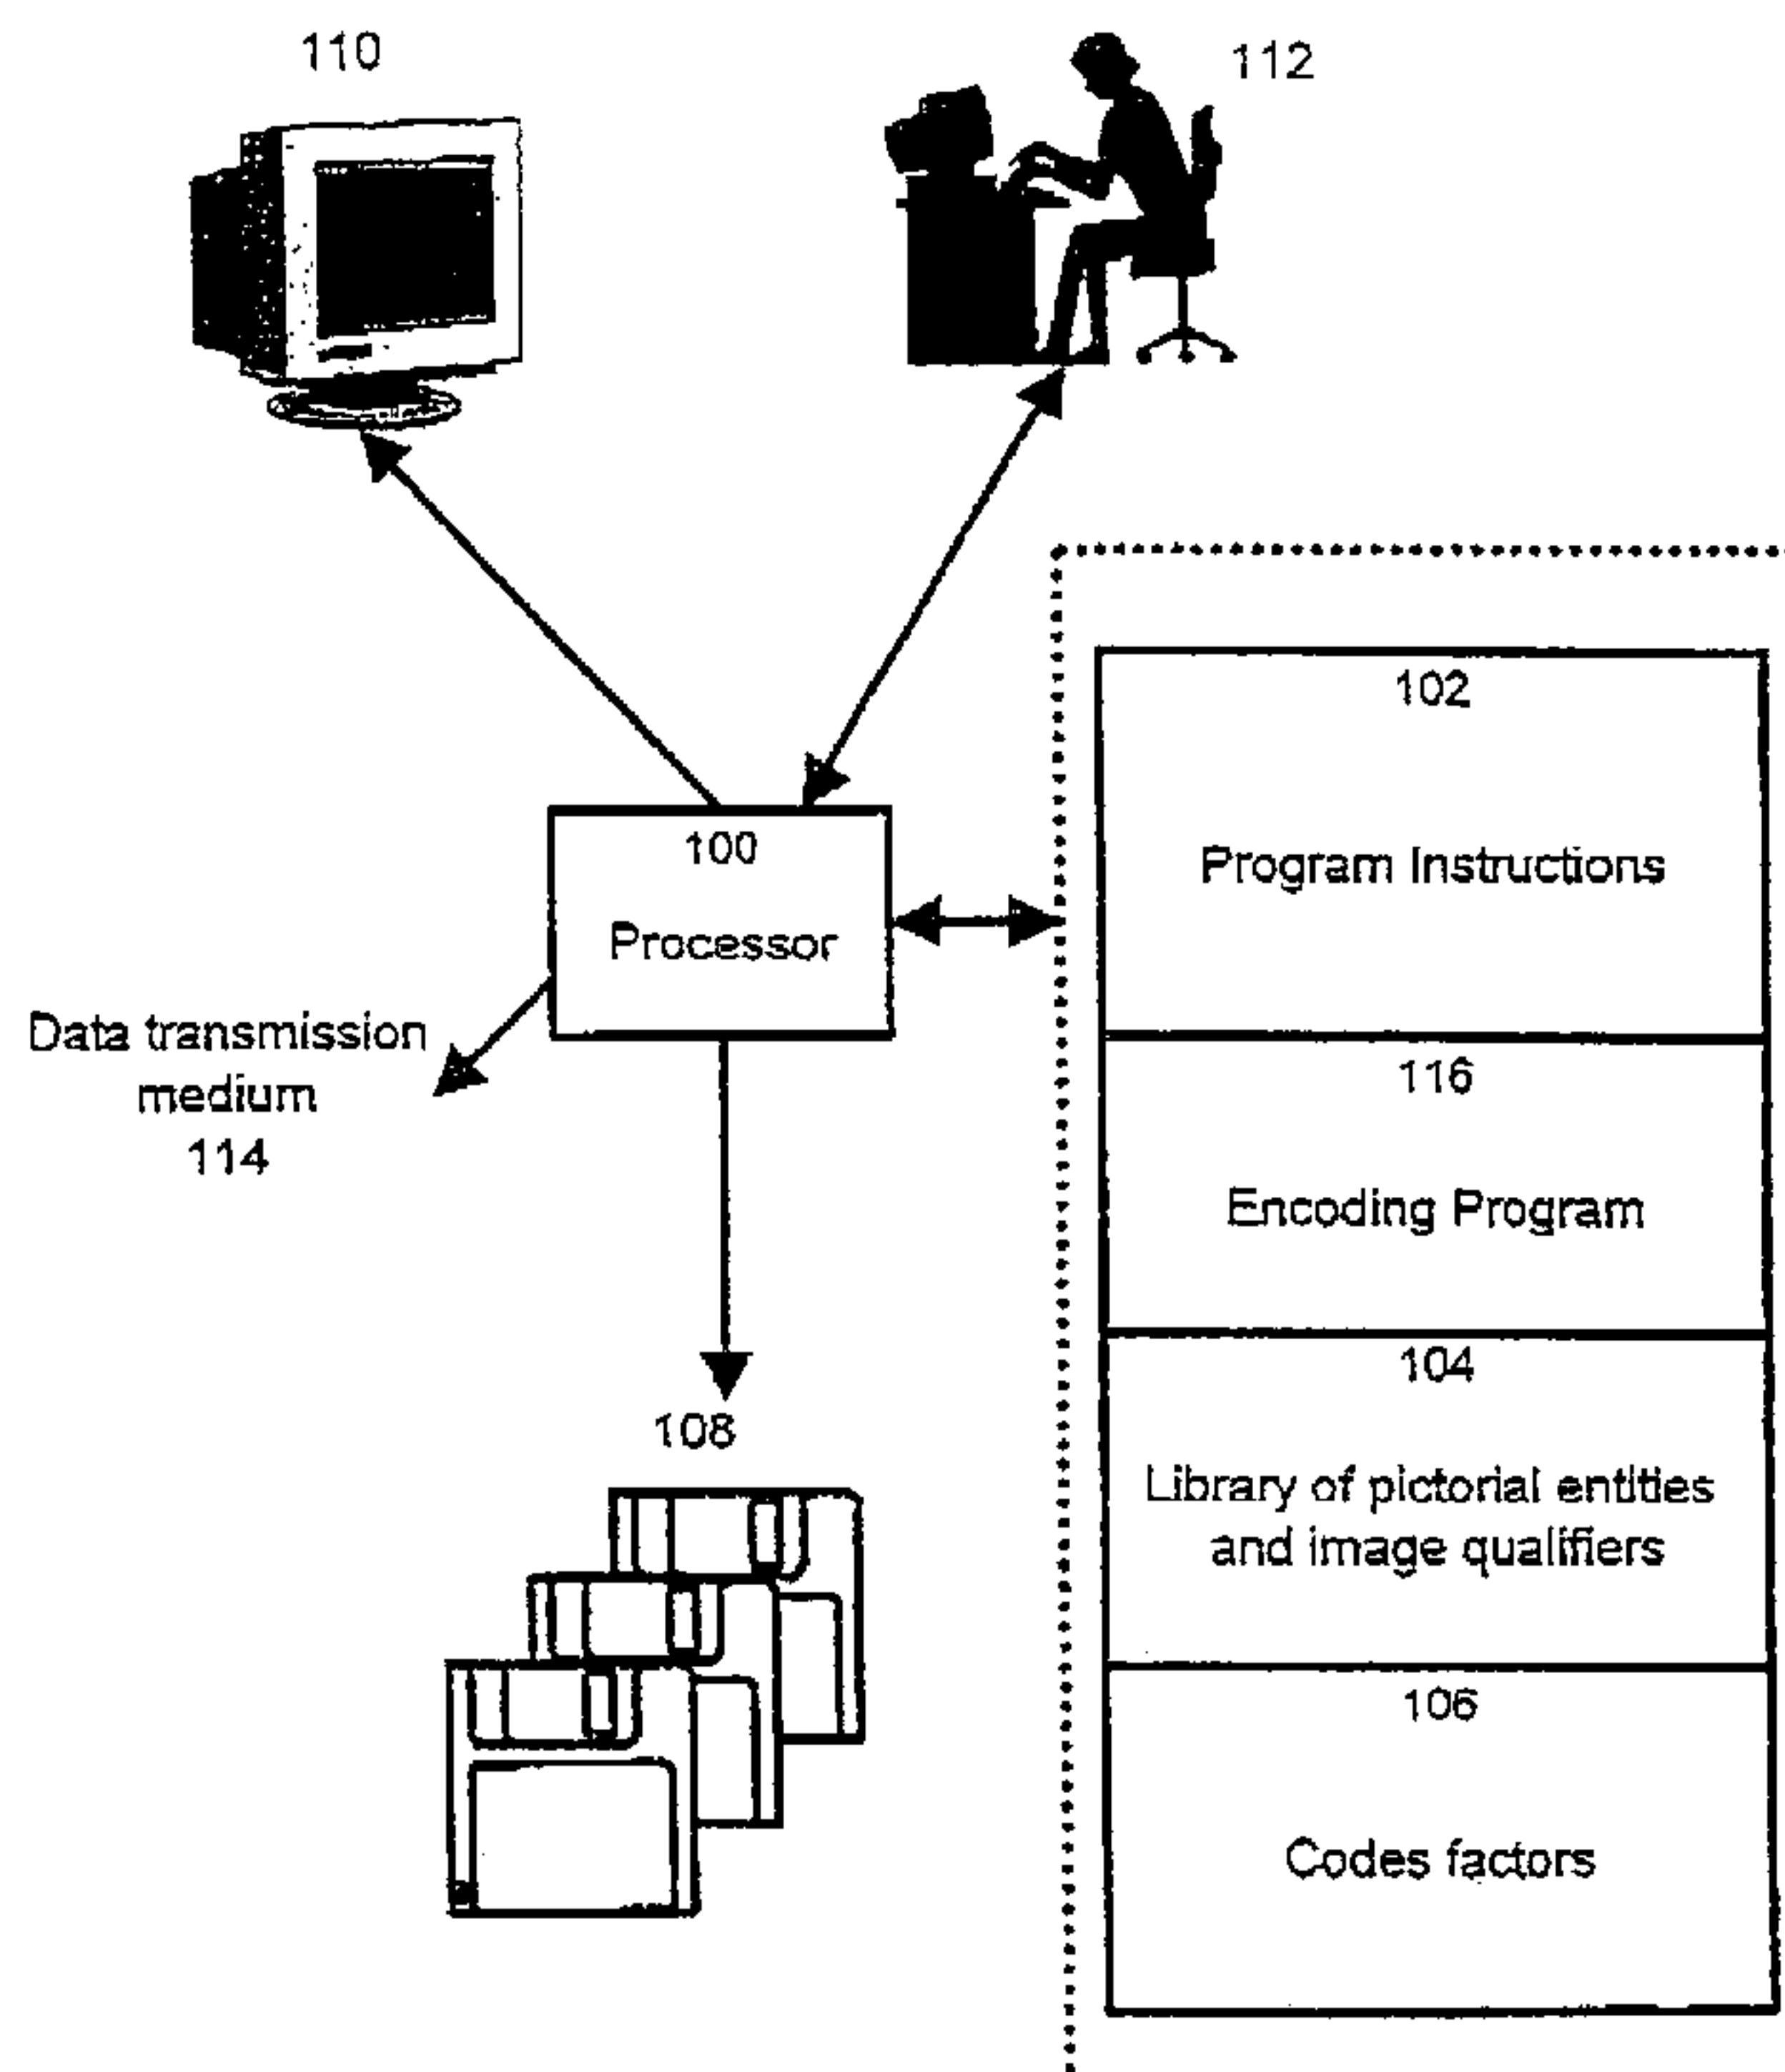 110
112
102
Program Instructions
100
Processor
Data transmission
medium
114
116
Encoding Program
104
Library of pictorial entities
and image qualifiers
108
106
Codes factors